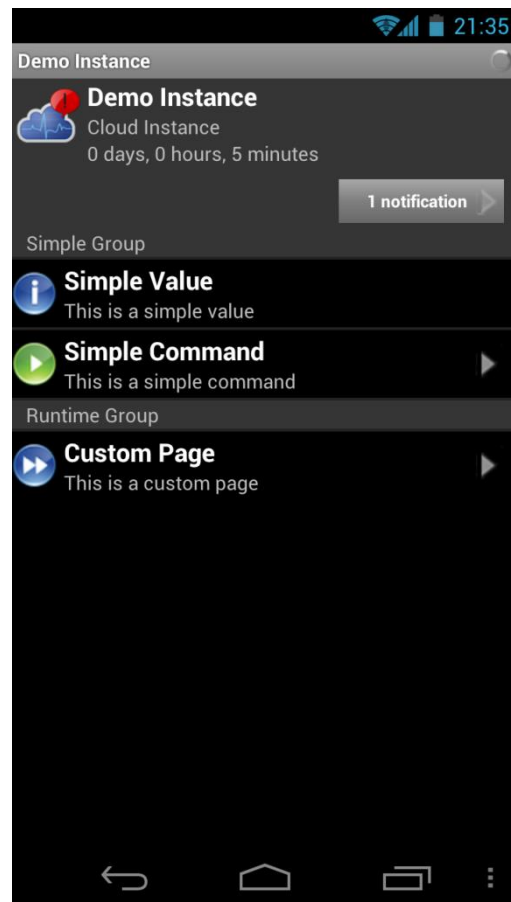 21:35
Demo Instance
Demo Instance
Cloud Instance
0 days, 0 hours, 5 minutes
1 notification
Simple Group
Simple Value
This is a simple value
Simple Command
This is a simple command
Runtime Group
Custom Page
This is a custom page